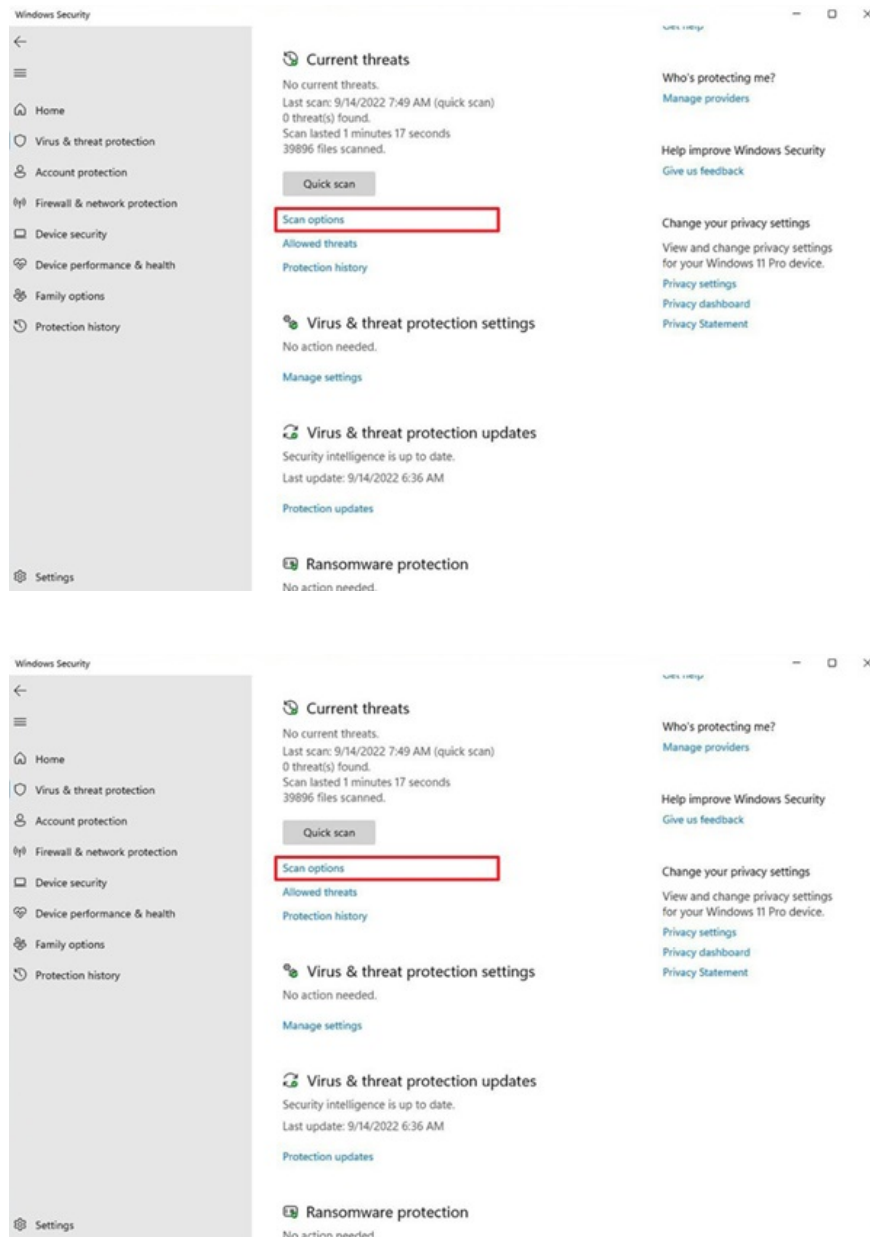 Windows Security
Get help
Home
Virus & threat protection
Account protection
Firewall & network protection
Device security
Device performance & health
Family options
Protection history
Settings
Current threats
No current threats.
Last scan: 9/14/2022 7:49 AM (quick scan)
0 threat(s) found.
Scan lasted 1 minutes 17 seconds
39896 files scanned.
Quick scan
Scan options
Allowed threats
Protection history
Virus & threat protection settings
No action needed.
Manage settings
Virus & threat protection updates
Security intelligence is up to date.
Last update: 9/14/2022 6:36 AM
Protection updates
Ransomware protection
No action needed.
Who's protecting me?
Manage providers
Help improve Windows Security
Give us feedback
Change your privacy settings
View and change privacy settings
for your Windows 11 Pro device.
Privacy settings
Privacy dashboard
Privacy Statement
Windows Security
Get help
Home
Virus & threat protection
Account protection
Firewall & network protection
Device security
Device performance & health
Family options
Protection history
Settings
Current threats
No current threats.
Last scan: 9/14/2022 7:49 AM (quick scan)
0 threat(s) found.
Scan lasted 1 minutes 17 seconds
39896 files scanned.
Quick scan
Scan options
Allowed threats
Protection history
Virus & threat protection settings
No action needed.
Manage settings
Virus & threat protection updates
Security intelligence is up to date.
Last update: 9/14/2022 6:36 AM
Protection updates
Ransomware protection
No action needed.
Who's protecting me?
Manage providers
Help improve Windows Security
Give us feedback
Change your privacy settings
View and change privacy settings
for your Windows 11 Pro device.
Privacy settings
Privacy dashboard
Privacy Statement